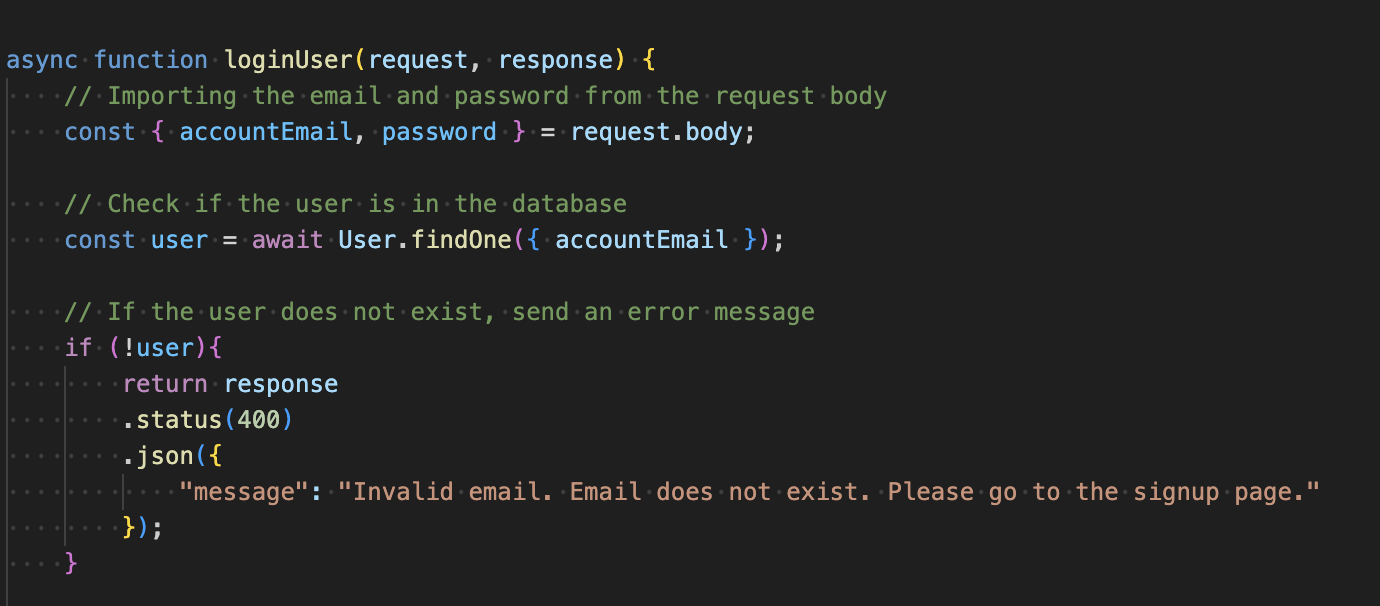 async function loginUser(request, response) {
    // Importing the email and password from the request body
    const { accountEmail, password } = request.body;

    // Check if the user is in the database
    const user = await User.findOne({ accountEmail });

    // If the user does not exist, send an error message
    if (!user){
        return response
        .status(400)
        .json({
            "message": "Invalid email. Email does not exist. Please go to the signup page."
        });
    }